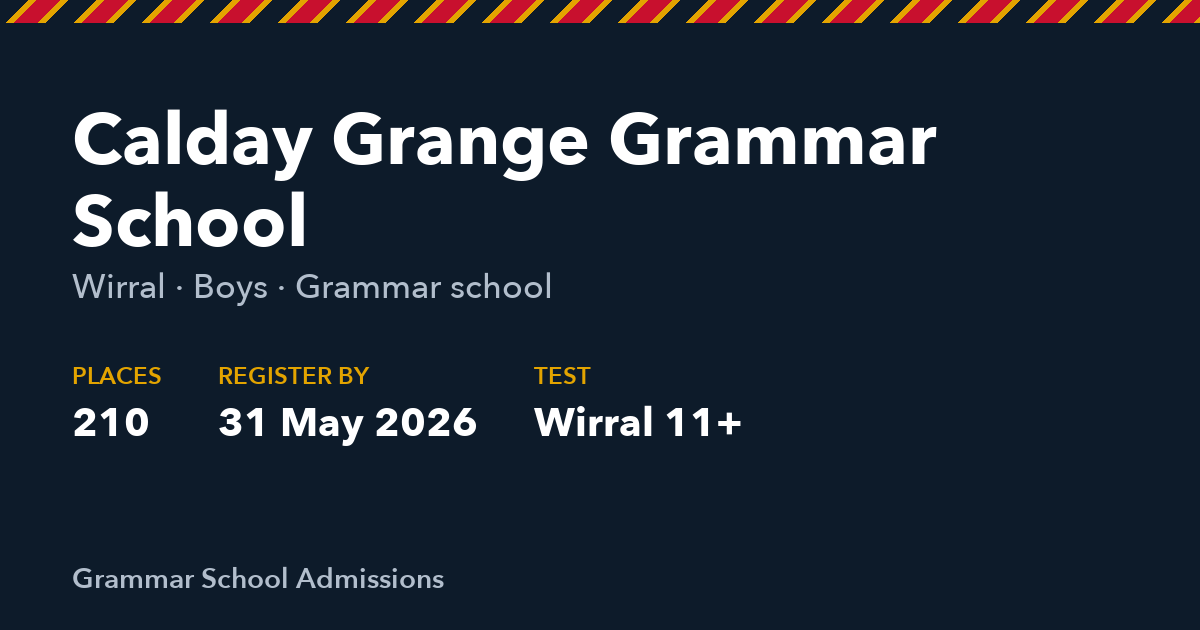 Calday Grange Grammar
School
Wirral · Boys · Grammar school
PLACES
210
REGISTER BY
31 May 2026
TEST
Wirral 11+
Grammar School Admissions